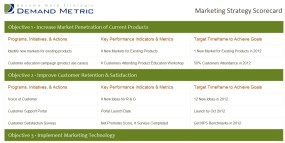 DEMAND METRIC
Marketing Strategy Scorecard
Objective 1 - Increase Market Penetration of Current Products
Programs, Initiatives, & Actions Key Performance Indicators & Metrics Target Timeframe to Achieve Goals
Identify new markets for existing products # New Markets for Existing Products 1 New Market for Existing Products in 2012
Customer education campaign (product use cases) # Customers Attending Product Education Workshop 50% Customers Attendance in 2012
Objective 2 - Improve Customer Retention & Satisfaction
Programs, Initiatives, & Actions Key Performance Indicators & Metrics Target Timeframe to Achieve Goals
Voice of Customer # New Ideas for R & D 12 New Ideas in 2012
Customer Support Portal Portal Launch Date Launch by Oct 2012
Customer Satisfaction Surveys Net Promoter Score, # Surveys Completed Get NPS Benchmarks in 2012
Objective 3 - Implement Marketing Technology